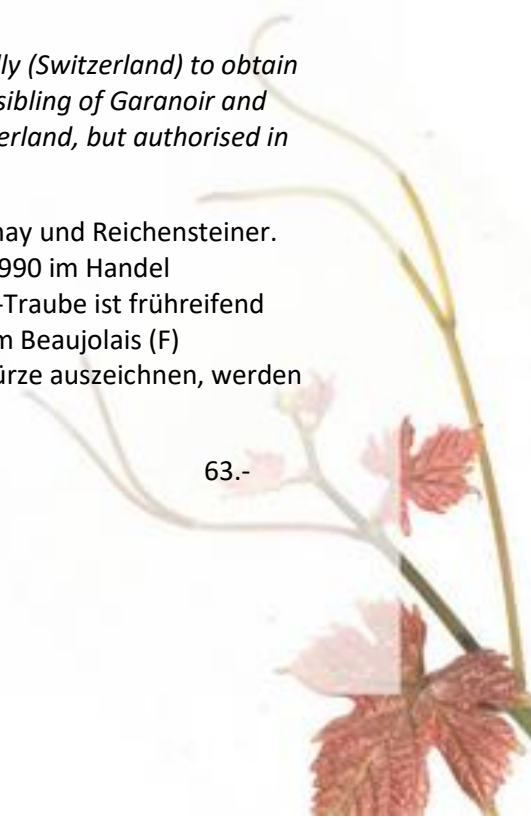 lly (Switzerland) to obtain
sibling of Garanoir and
erland, but authorised in
nay und Reichensteiner.
990 im Handel
-Traube ist frühreifend
m Beaujolais (F)
ürze auszeichnen, werden
63.-